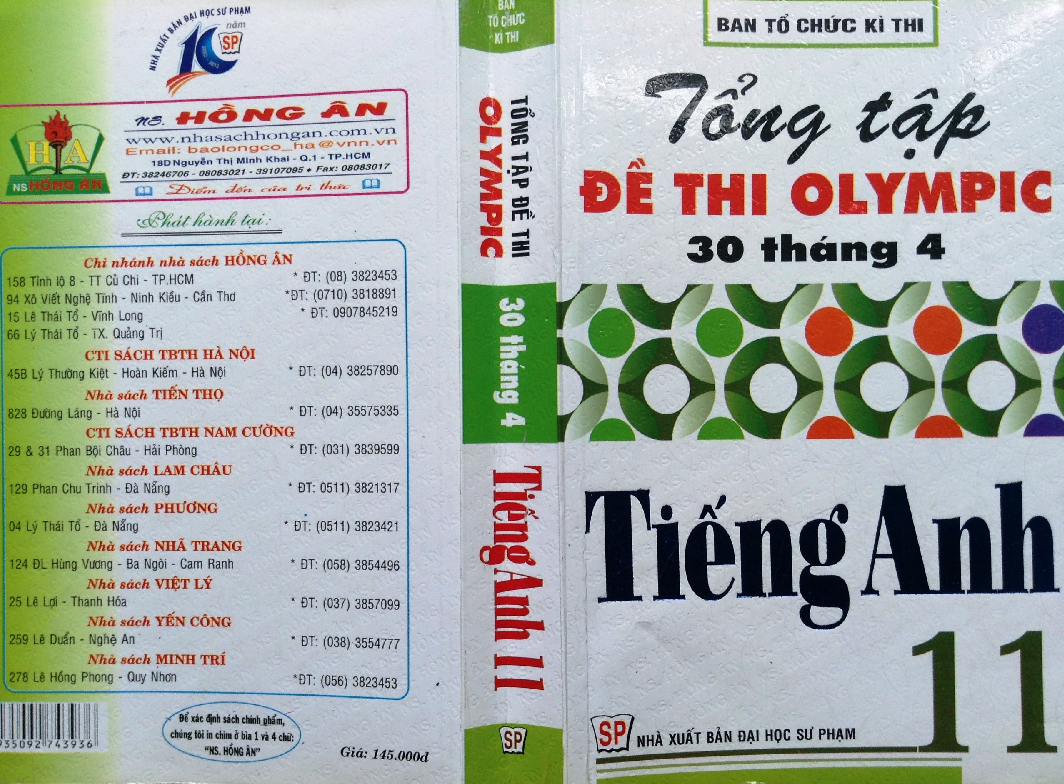 NHÀ XUẤT BẢN ĐẠI HỌC SƯ PHẠM
10 năm
SP
HA
NS HỒNG ÂN
NS. HỒNG ÂN
www.nhasachhongan.com.vn
Email: baolongco_ha@vnn.vn
18D Nguyễn Thị Minh Khai - Q.1 - TP.HCM
ĐT: 38246706 - 08083021 - 39107095 ♦ Fax: 08083017
Điểm đến của tri thức
Phát hành tại:
Chi nhánh nhà sách HỒNG ÂN
158 Tỉnh lộ 8 - TT Củ Chi - TP.HCM * ĐT: (08) 3823453
94 Xô Viết Nghệ Tĩnh - Ninh Kiều - Cần Thơ *ĐT: (0710) 3818891
15 Lê Thái Tổ - Vĩnh Long * ĐT: 0907845219
66 Lý Thái Tổ - TX. Quảng Trị
CTI SÁCH TBTH HÀ NỘI
45B Lý Thường Kiệt - Hoàn Kiếm - Hà Nội * ĐT: (04) 38257890
Nhà sách TIẾN THỌ
828 Đường Láng - Hà Nội * ĐT: (04) 35575335
CTI SÁCH TBTH NAM CƯỜNG
29 & 31 Phan Bội Châu - Hải Phòng * ĐT: (031) 3839599
Nhà sách LAM CHÂU
129 Phan Chu Trinh - Đà Nẵng * ĐT: 0511) 3821317
Nhà sách PHƯƠNG
04 Lý Thái Tổ - Đà Nẵng * ĐT: (0511) 3823421
Nhà sách NHÃ TRANG
124 ĐL Hùng Vương - Ba Ngòi - Cam Ranh * ĐT: (058) 3854496
Nhà sách VIỆT LÝ
25 Lê Lợi - Thanh Hóa * ĐT: (037) 3857099
Nhà sách YẾN CÔNG
259 Lê Duẩn - Nghệ An * ĐT: (038) 3554777
Nhà sách MINH TRÍ
278 Lê Hồng Phong - Quy Nhơn *ĐT: (056) 3823453
935092 743936
Để xác định sách chính phẩm,
chúng tôi in chìm ở bìa 1 và 4 chữ:
"NS. HỒNG ÂN"
Giá: 145.000đ
BAN
TỔ CHỨC
KÌ THI
TỔNG TẬP ĐỀ THI
OLYMPIC
30 tháng 4
Tiếng Anh 11
SP
BAN TỔ CHỨC KÌ THI
Tổng tập
ĐỀ THI OLYMPIC
30 tháng 4
Tiếng Anh
11
SP NHÀ XUẤT BẢN ĐẠI HỌC SƯ PHẠM